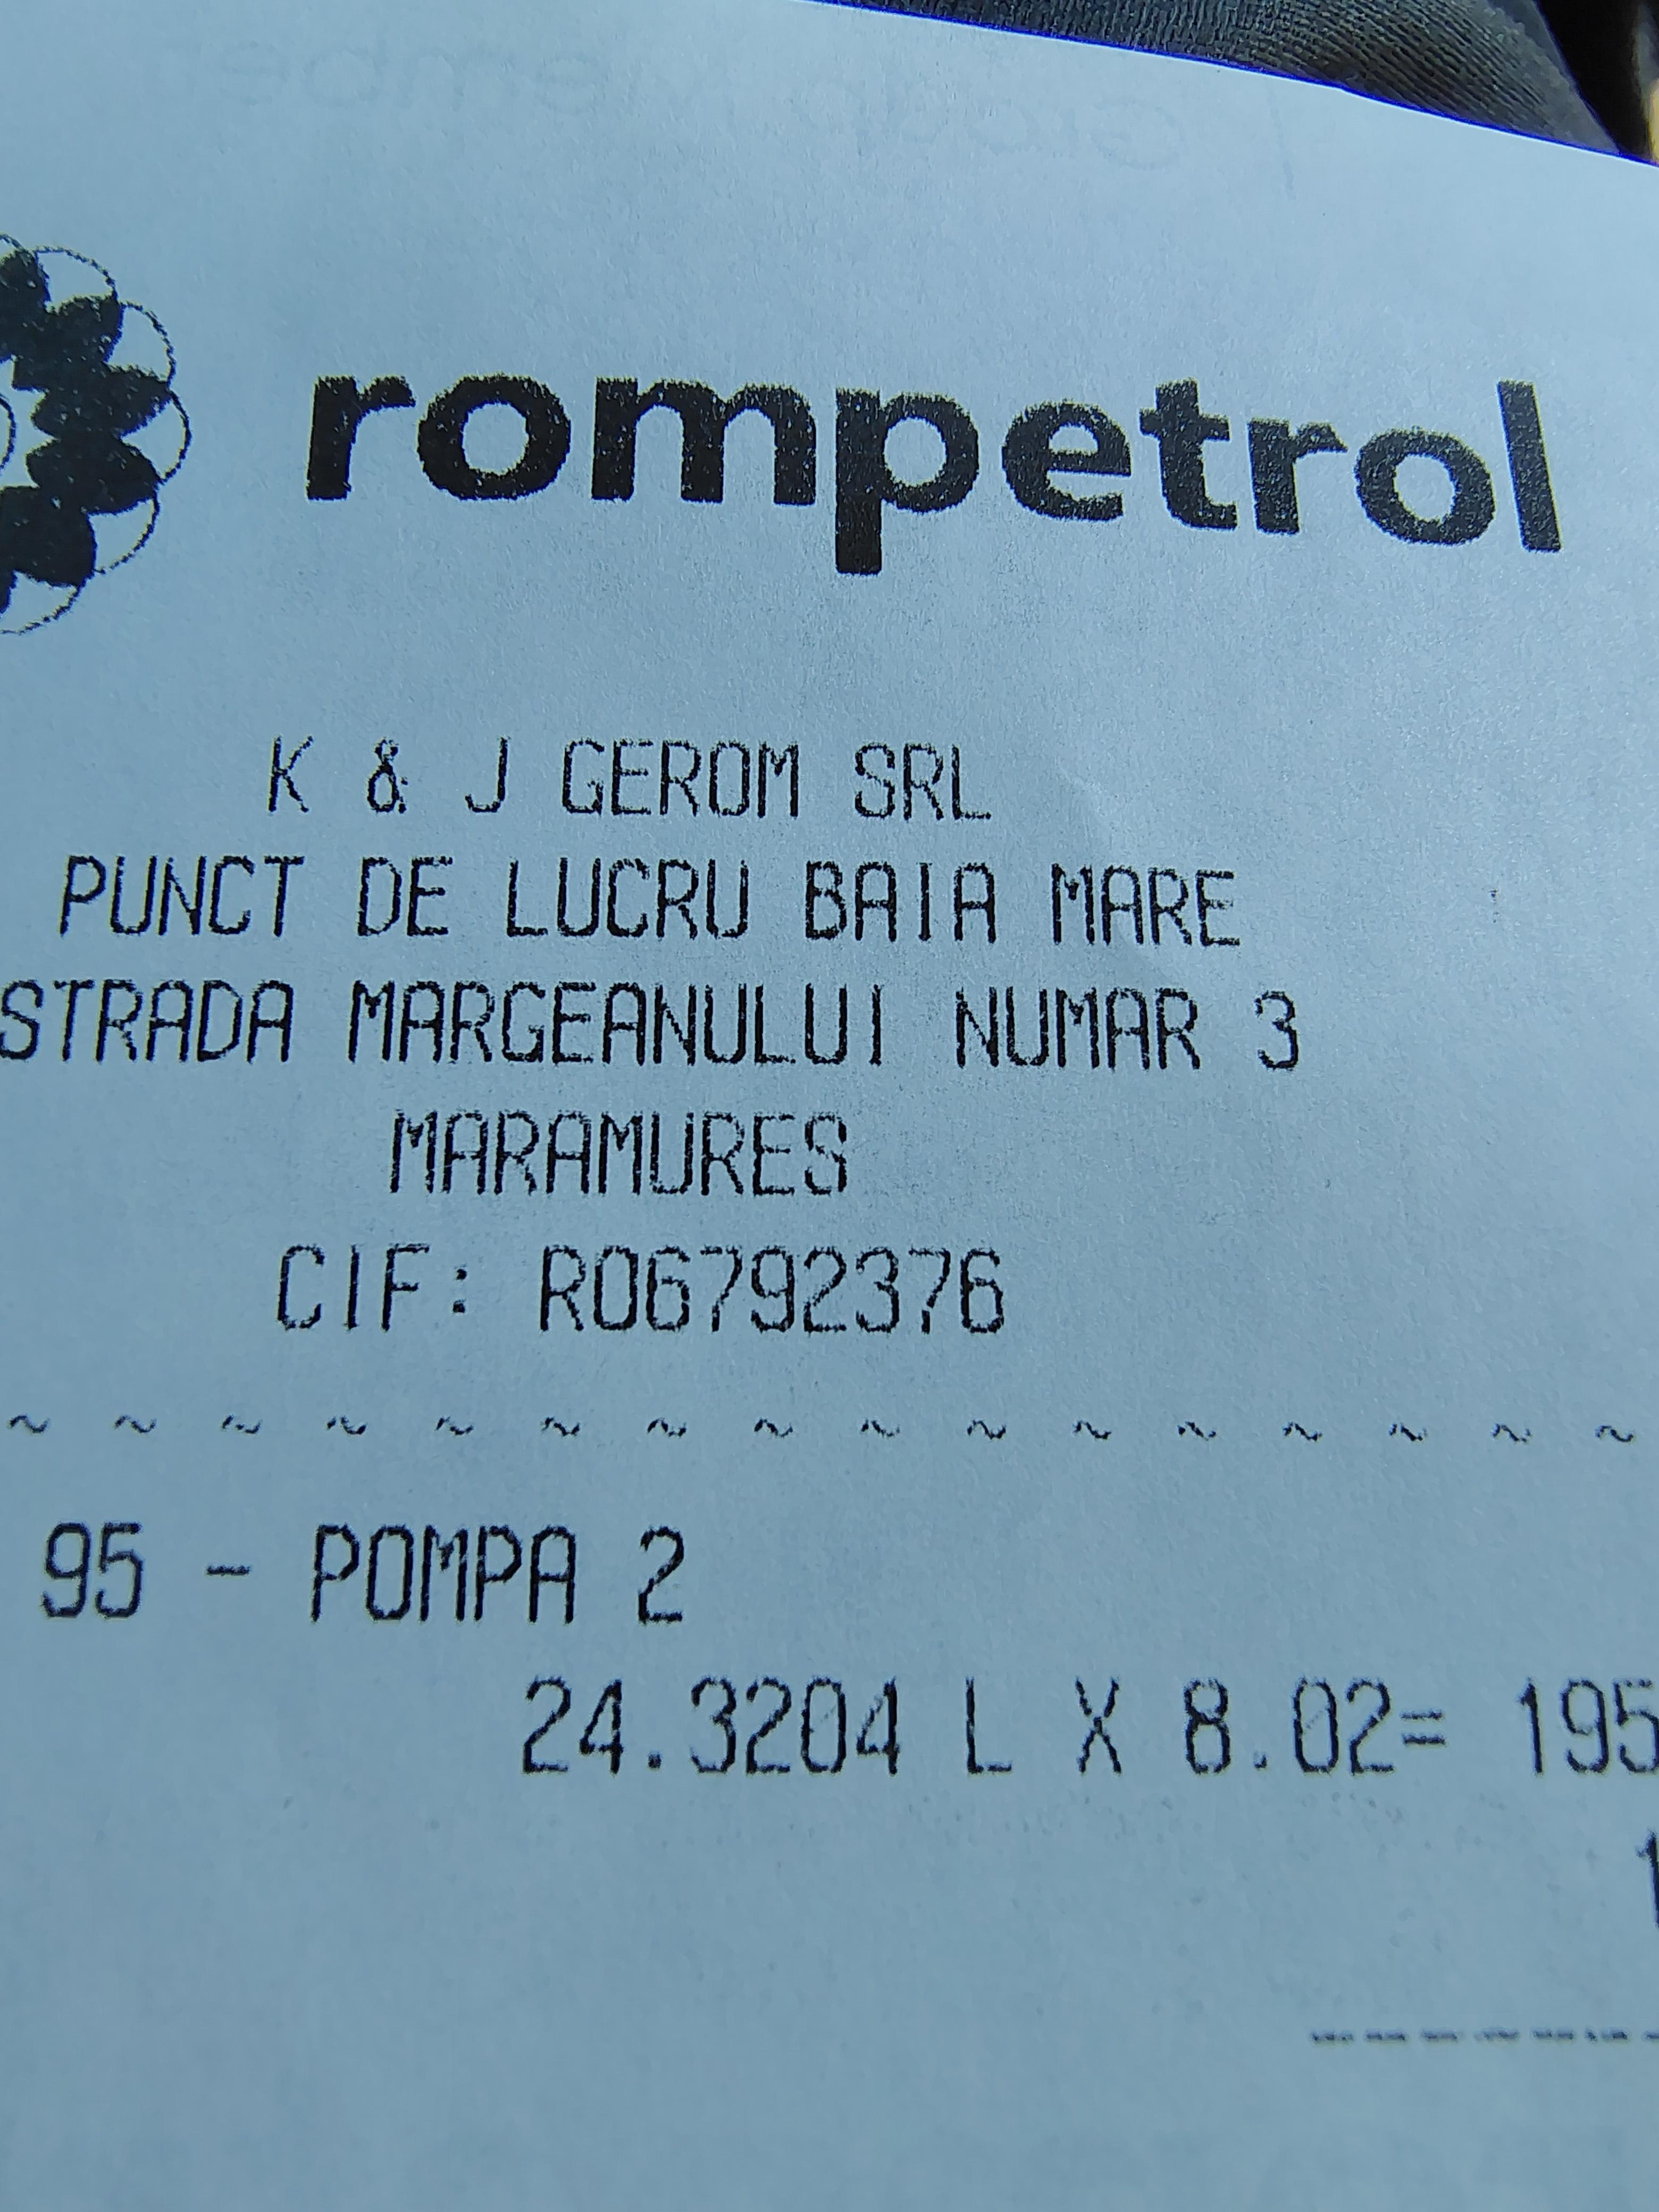 rompetrol
K & J GEROM SRL
PUNCT DE LUCRU BAIA MARE
STRADA MARGEANULUI NUMAR 3
MARAMURES
CIF: RO6792376
~ ~ ~ ~ ~ ~ ~ ~ ~ ~ ~ ~ ~ ~ ~ ~
95 - POMPA 2
24.3204 L X 8.02= 195